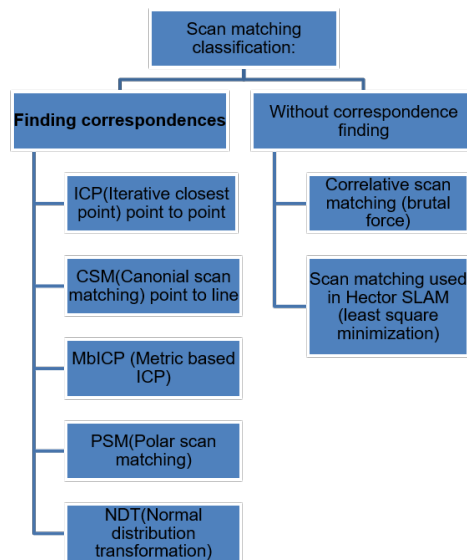 Scan matching
classification:
Finding correspondences
ICP(Iterative closest
point) point to point
CSM(Canonial scan
matching) point to line
MbICP (Metric based
ICP)
PSM(Polar scan
matching)
NDT(Normal
distribution
transformation)
Without correspondence
finding
Correlative scan
matching (brutal
force)
Scan matching used
in Hector SLAM
(least square
minimization)